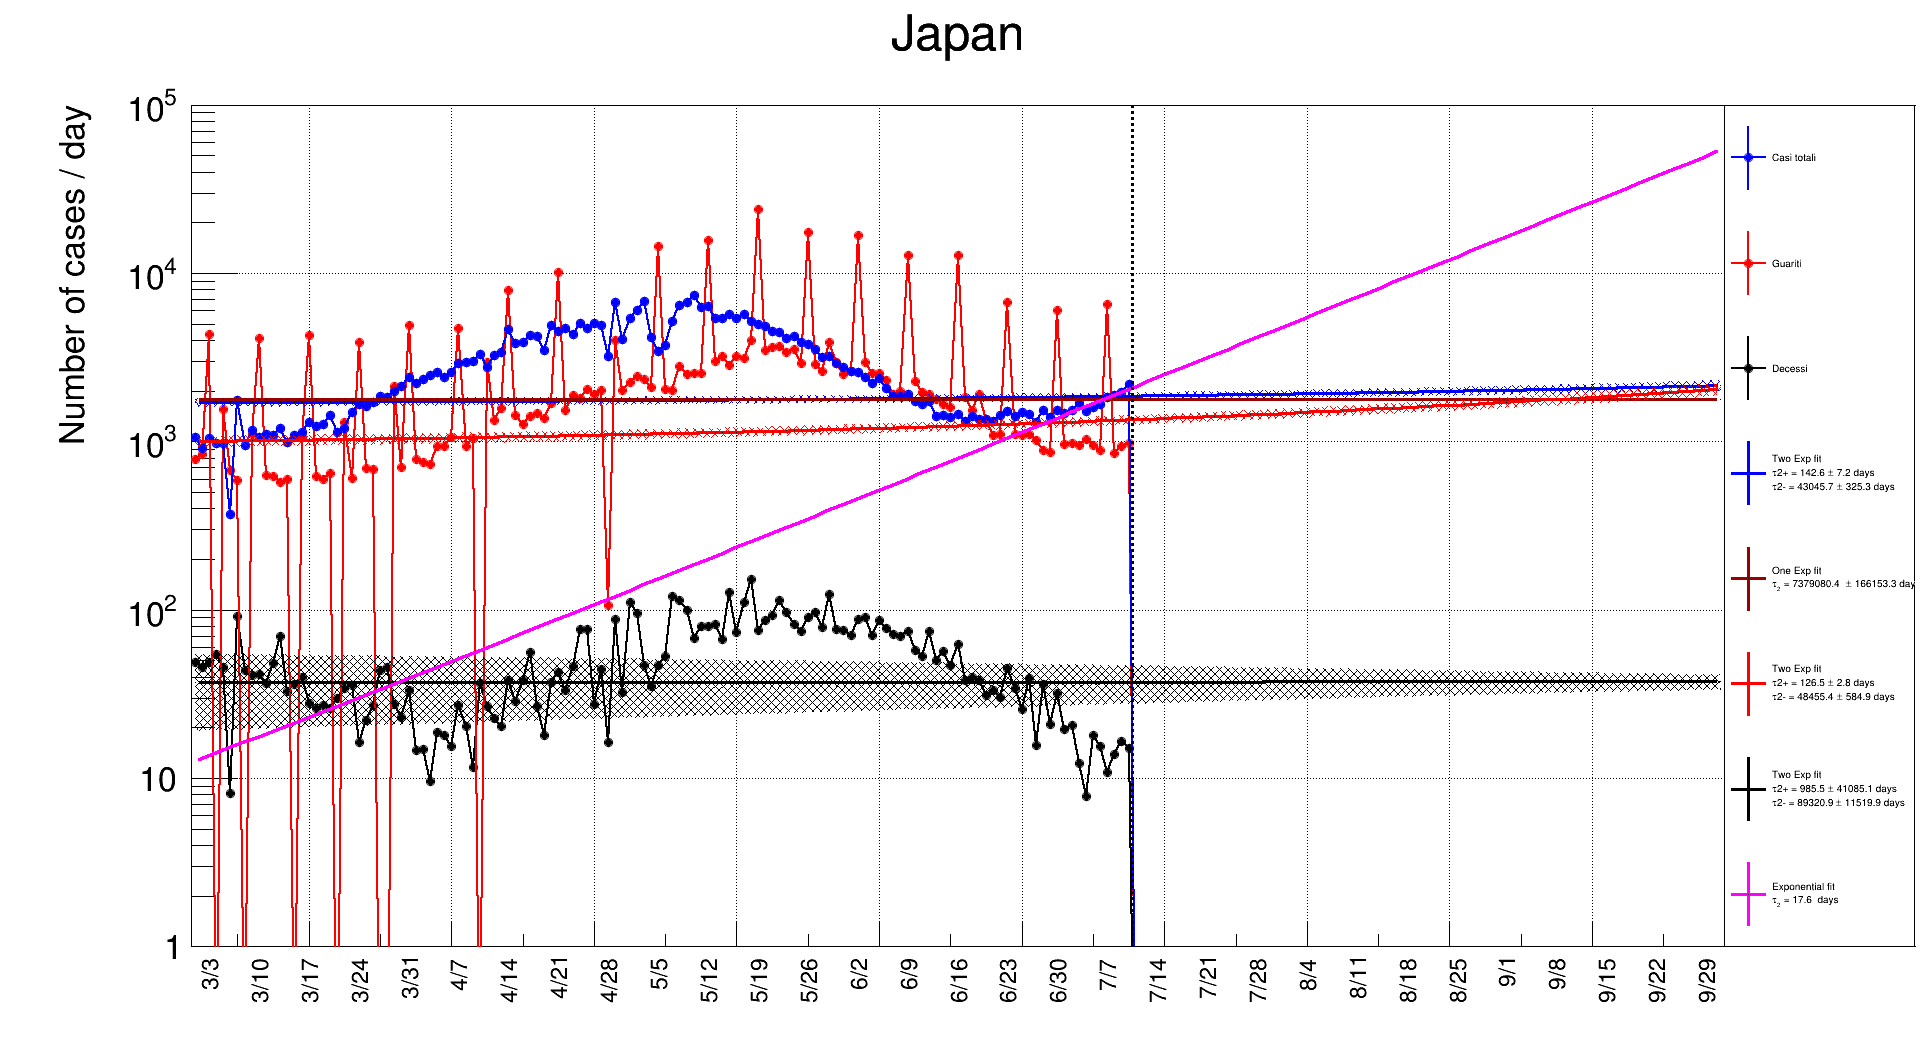 Japan
Number of cases / day
10^5
10^4
10^3
10^2
10
1
3/3 3/10 3/17 3/24 3/31 4/7 4/14 4/21 4/28 5/5 5/12 5/19 5/26 6/2 6/9 6/16 6/23 6/30 7/7 7/14 7/21 7/28 8/4 8/11 8/18 8/25 9/1 9/8 9/15 9/22 9/29
Casi totali
Guariti
Decessi
Two Exp fit
τ2+ = 142.6 ± 7.2 days
τ2- = 43045.7 ± 325.3 days
One Exp fit
τ2 = 7379080.4 ± 166153.3 day
Two Exp fit
τ2+ = 126.5 ± 2.8 days
τ2- = 48455.4 ± 584.9 days
Two Exp fit
τ2+ = 985.5 ± 41085.1 days
τ2- = 89320.9 ± 11519.9 days
Exponential fit
τ2 = 17.6 days